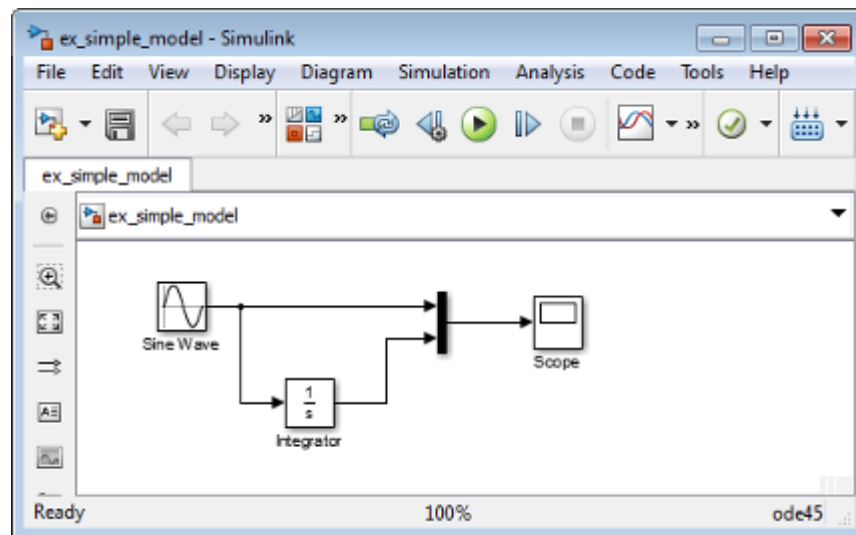 ex_simple_model - Simulink
File Edit View Display Diagram Simulation Analysis Code Tools Help
ex_simple_model
ex_simple_model
Sine Wave
Scope
1
s
Integrator
Ready 100% ode45